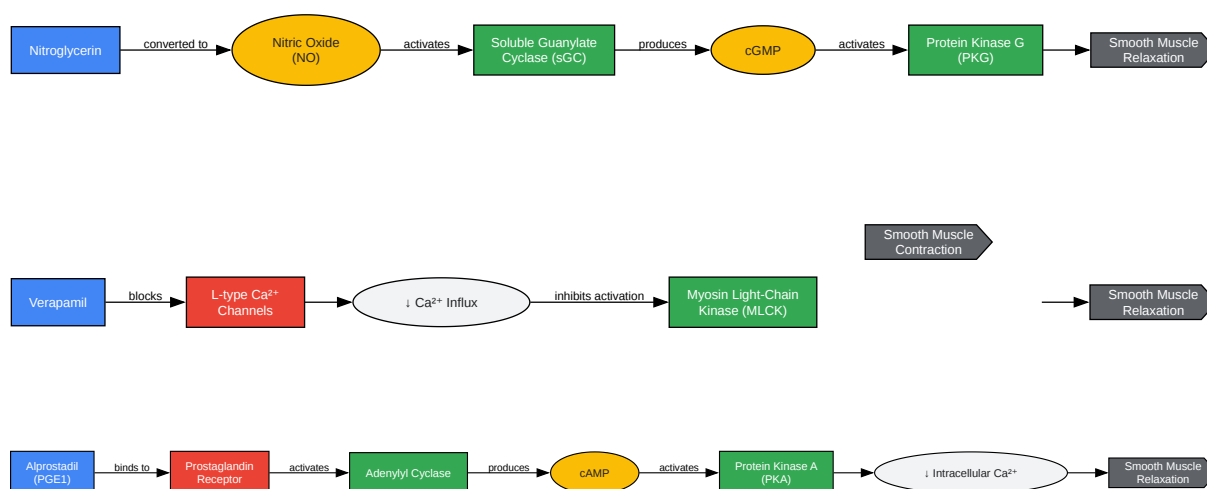 Nitroglycerin
converted to
Nitric Oxide
(NO)
activates
Soluble Guanylate
Cyclase (sGC)
produces
cGMP
activates
Protein Kinase G
(PKG)
Smooth Muscle
Relaxation
Smooth Muscle
Contraction
Verapamil
blocks
L-type Ca²⁺
Channels
↓ Ca²⁺ Influx
inhibits activation
Myosin Light-Chain
Kinase (MLCK)
Smooth Muscle
Relaxation
Alprostadil
(PGE1)
binds to
Prostaglandin
Receptor
activates
Adenylyl Cyclase
produces
cAMP
activates
Protein Kinase A
(PKA)
↓ Intracellular Ca²⁺
Smooth Muscle
Relaxation